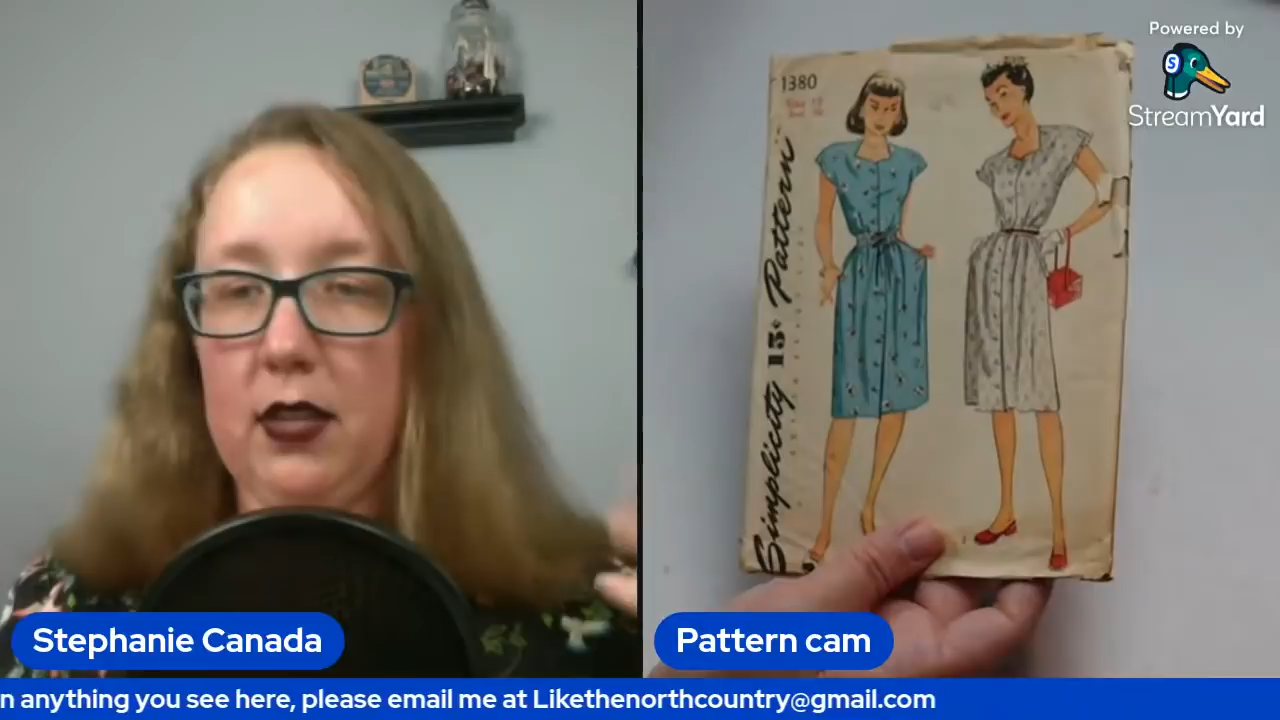 Powered by
StreamYard
1380
Simplicity 15¢ Pattern
Stephanie Canada
Pattern cam
n anything you see here, please email me at Likethenorthcountry@gmail.com